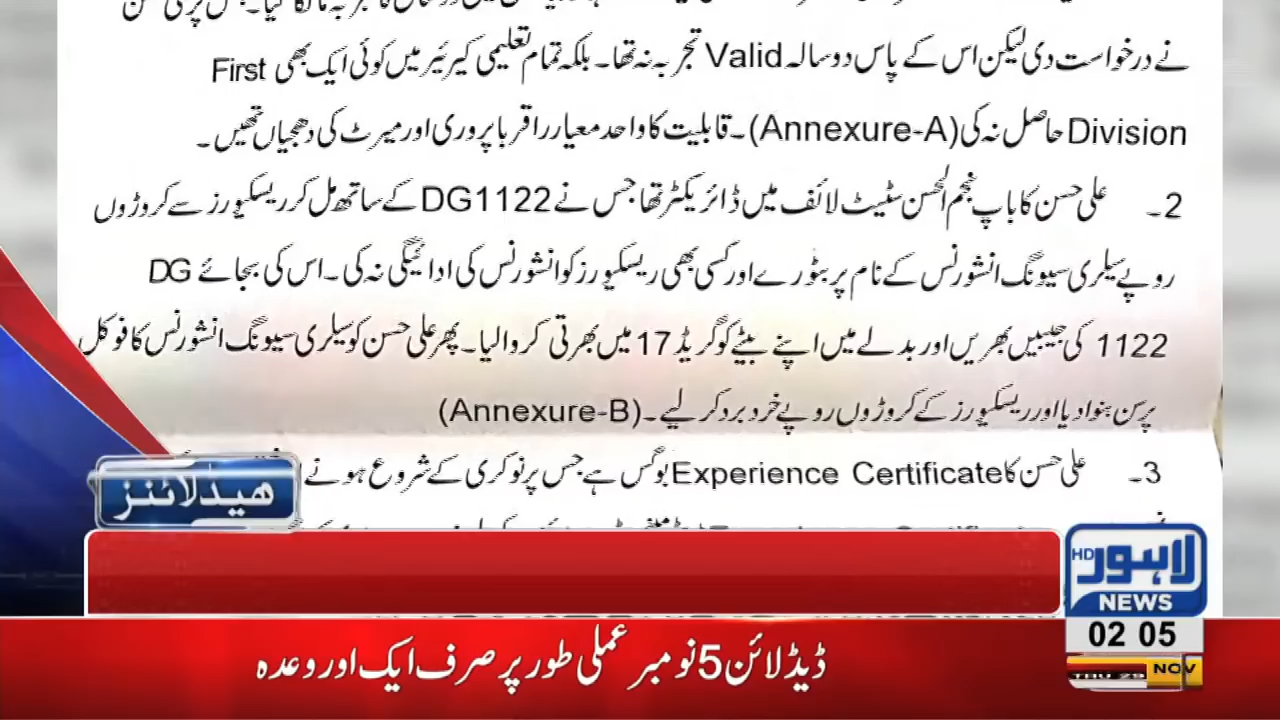 نے درخواست دی لیکن اس کے پاس دو سالہ Valid تجربہ نہ تھا۔ بلکہ تمام تعلیمی کیرئیر میں کوئی ایک بھی First
Division حاصل نہ کی (Annexure-A)۔ قابلیت کا واحد معیار اقربا پروری اور میرٹ کی دھجیاں تھیں۔
2۔ علی حسن کا باپ نجم الحسن سٹیٹ لائف میں ڈائریکٹر تھا جس نے DG1122 کے ساتھ مل کر ریسکیورز سے کروڑوں
روپے سیلری سیونگ انشورنس کے نام پر بٹورے اور کسی بھی ریسکیورز کو انشورنس کی ادائیگی نہ کی۔ اس کی بجائے DG
1122 کی جیبیں بھریں اور بدلے میں اپنے بیٹے کو گریڈ 17 میں بھرتی کروالیا۔ پھر علی حسن کو سیلری سیونگ انشورنس کا فوکل
پرسن بنوا دیا اور ریسکیورز کے کروڑوں روپے خرد برد کر لیے۔ (Annexure-B)
3۔ علی حسن کا Experience Certificate بوگس ہے جس پر نوکری کے شروع ہونے
ھیڈلائنز
HD لاہور
NEWS
02 05
THU 29 NOV
ڈیڈلائن 5 نومبر عملی طور پر صرف ایک اور وعدہ